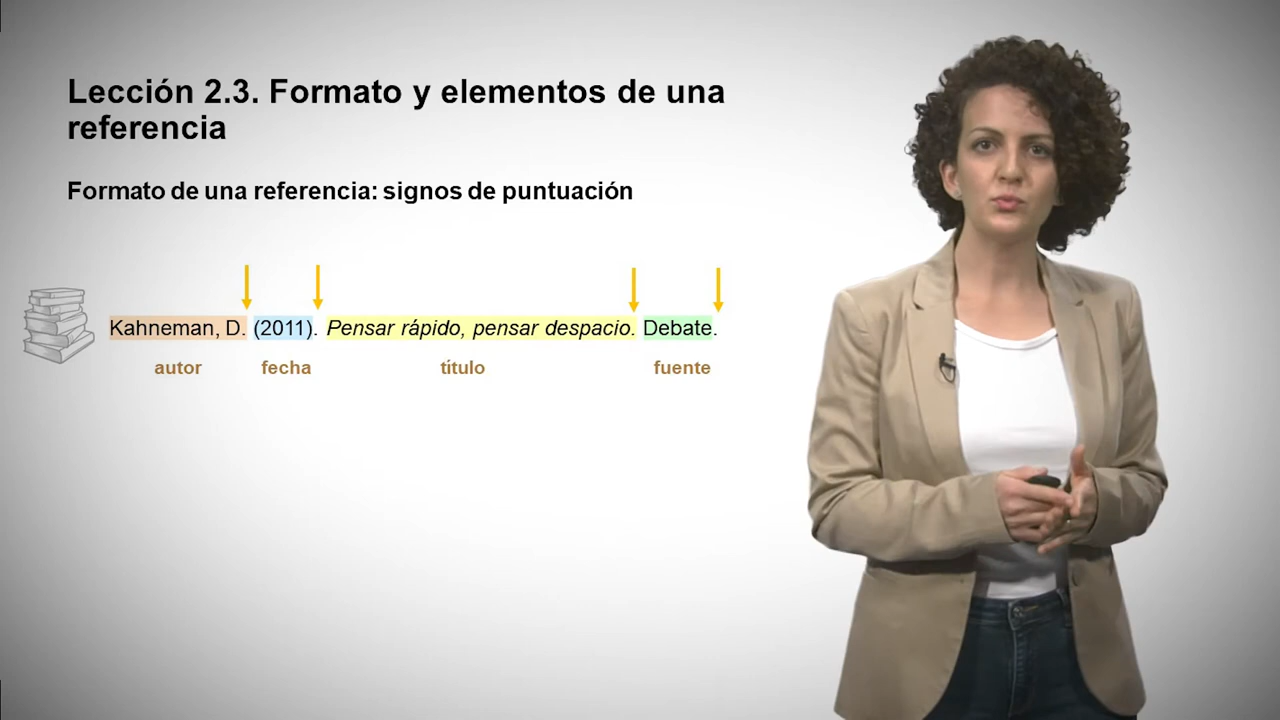 Lección 2.3. Formato y elementos de una
referencia
Formato de una referencia: signos de puntuación
Kahneman, D. (2011). Pensar rápido, pensar despacio. Debate.
autor fecha título fuente